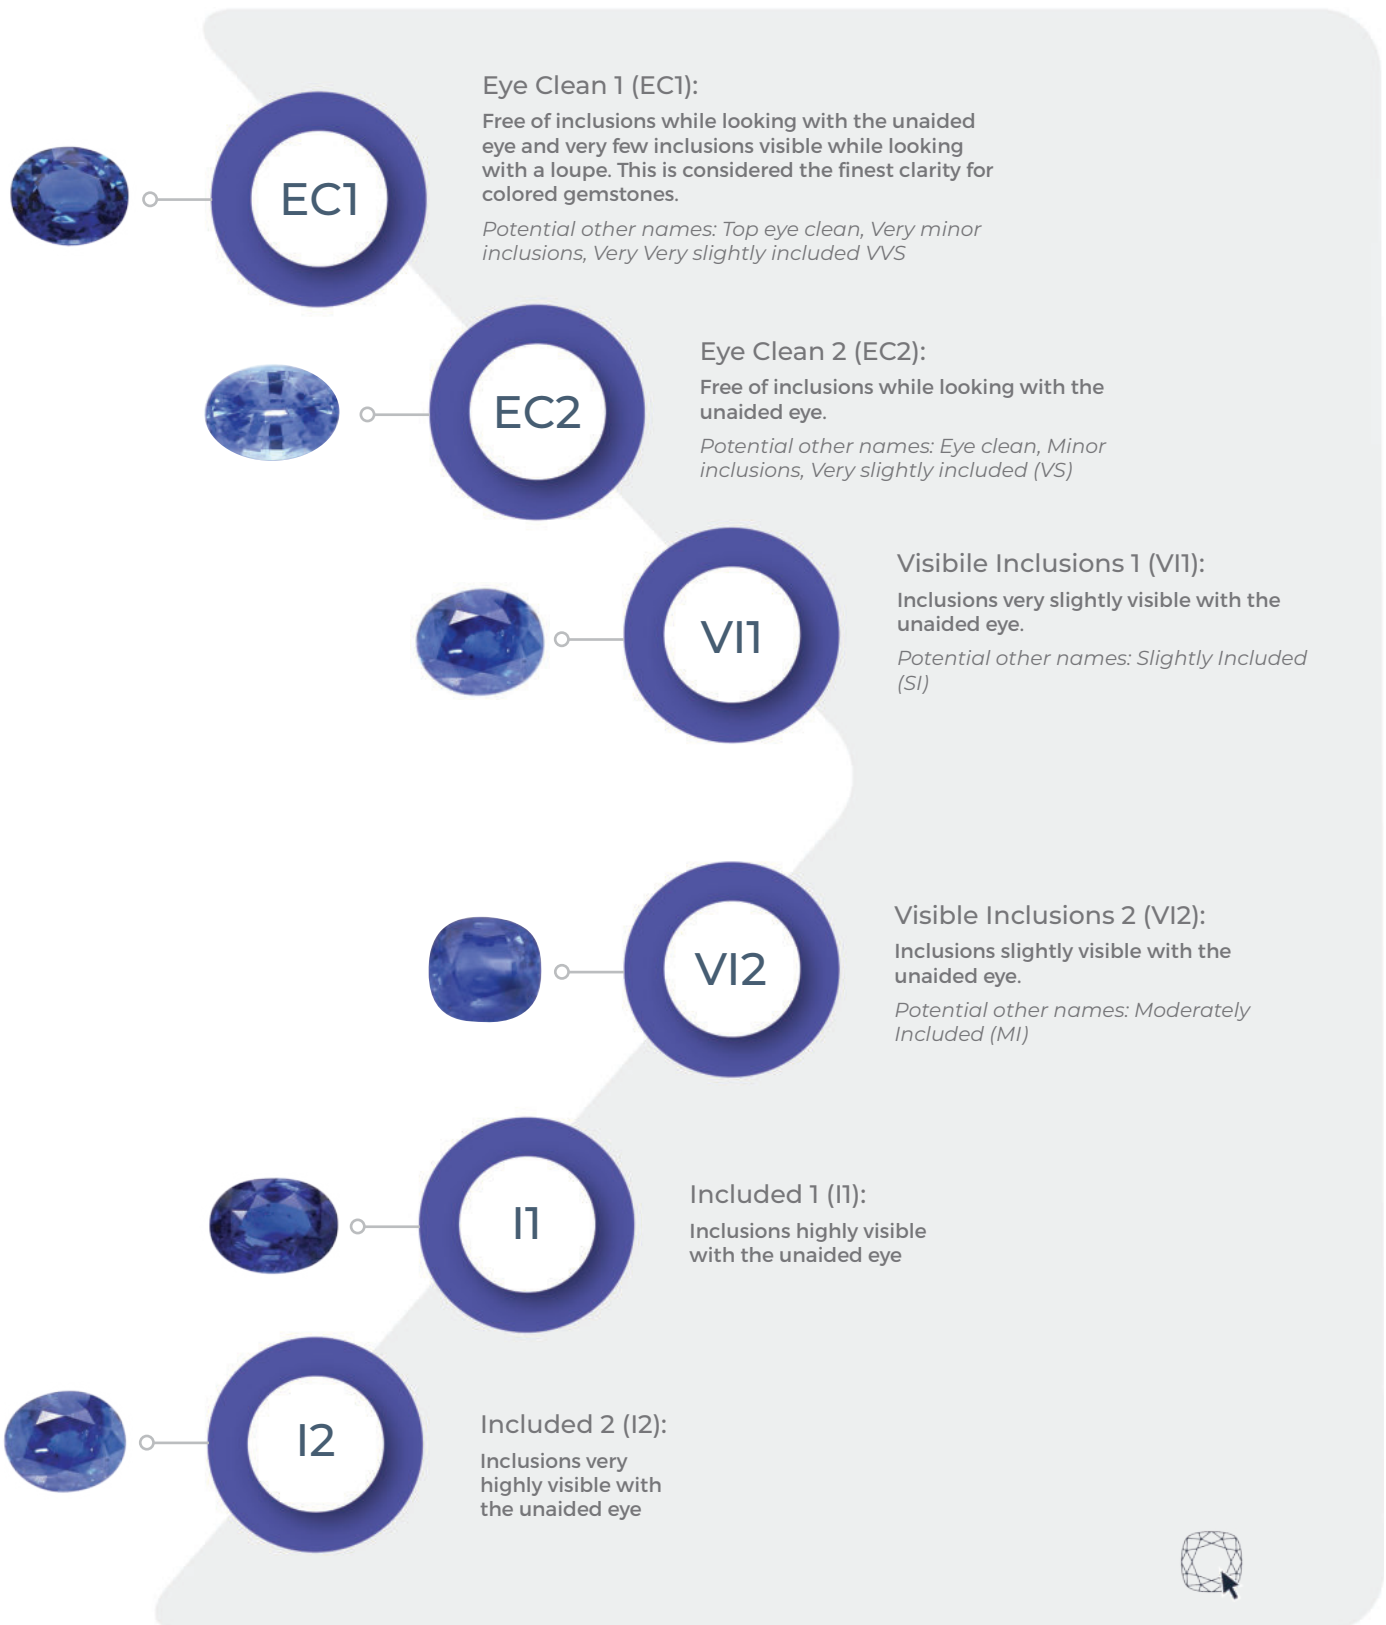 EC1
Eye Clean 1 (EC1):
Free of inclusions while looking with the unaided
eye and very few inclusions visible while looking
with a loupe. This is considered the finest clarity for
colored gemstones.
Potential other names: Top eye clean, Very minor
inclusions, Very Very slightly included VVS
EC2
Eye Clean 2 (EC2):
Free of inclusions while looking with the
unaided eye.
Potential other names: Eye clean, Minor
inclusions, Very slightly included (VS)
VI1
Visibile Inclusions 1 (VI1):
Inclusions very slightly visible with the
unaided eye.
Potential other names: Slightly Included
(SI)
VI2
Visible Inclusions 2 (VI2):
Inclusions slightly visible with the
unaided eye.
Potential other names: Moderately
Included (MI)
I1
Included 1 (I1):
Inclusions highly visible
with the unaided eye
I2
Included 2 (I2):
Inclusions very
highly visible with
the unaided eye